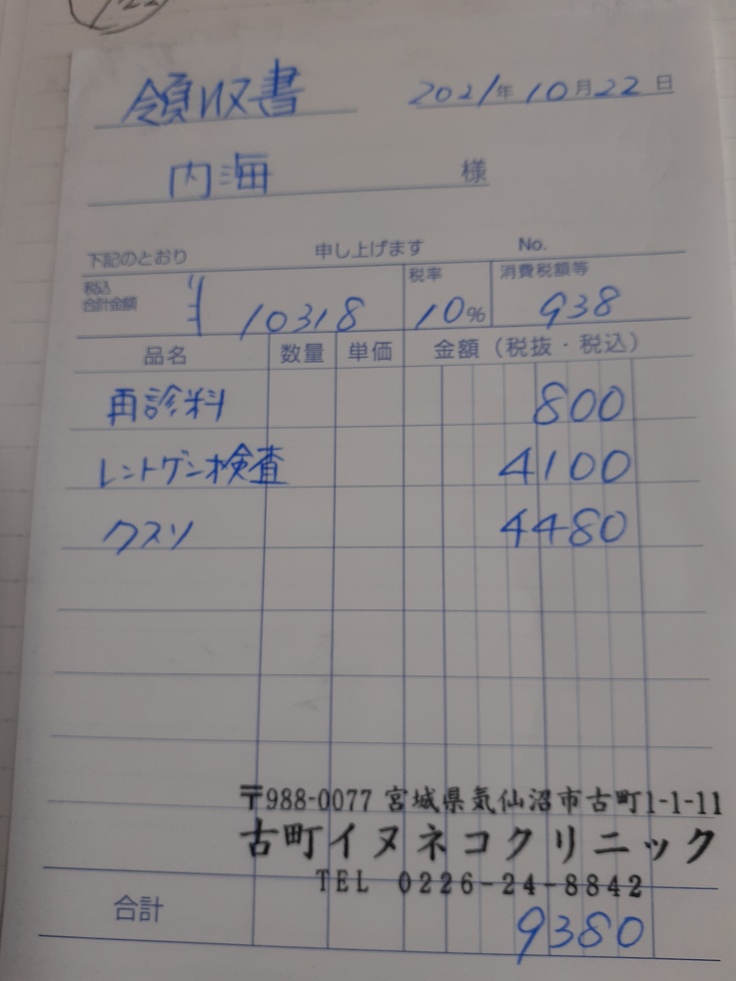 領収書 2021年10月22日
内海 様
下記のとおり 申し上げます No.
税込合計金額 ¥10318 税率 10% 消費税額等 938
品名 数量 単価 金額（税抜・税込）
再診料 800
レントゲン検査 4100
クスリ 4480
〒988-0077 宮城県気仙沼市古町1-1-11
古町イヌネコクリニック
TEL 0226-24-8842
合計 9380